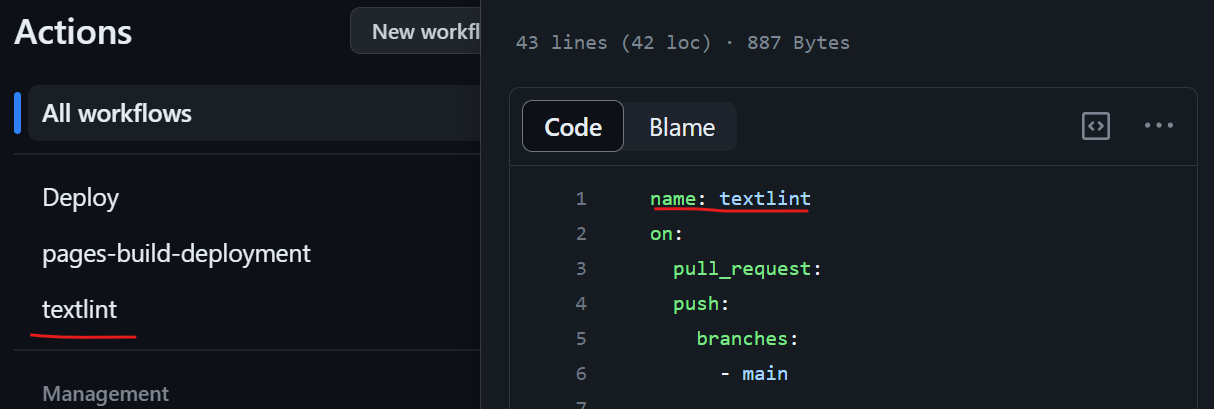 Actions
New workfl
All workflows
Deploy
pages-build-deployment
textlint
Management
43 lines (42 loc) · 887 Bytes
Code
Blame
1 name: textlint
2 on:
3 pull_request:
4 push:
5 branches:
6 - main
7